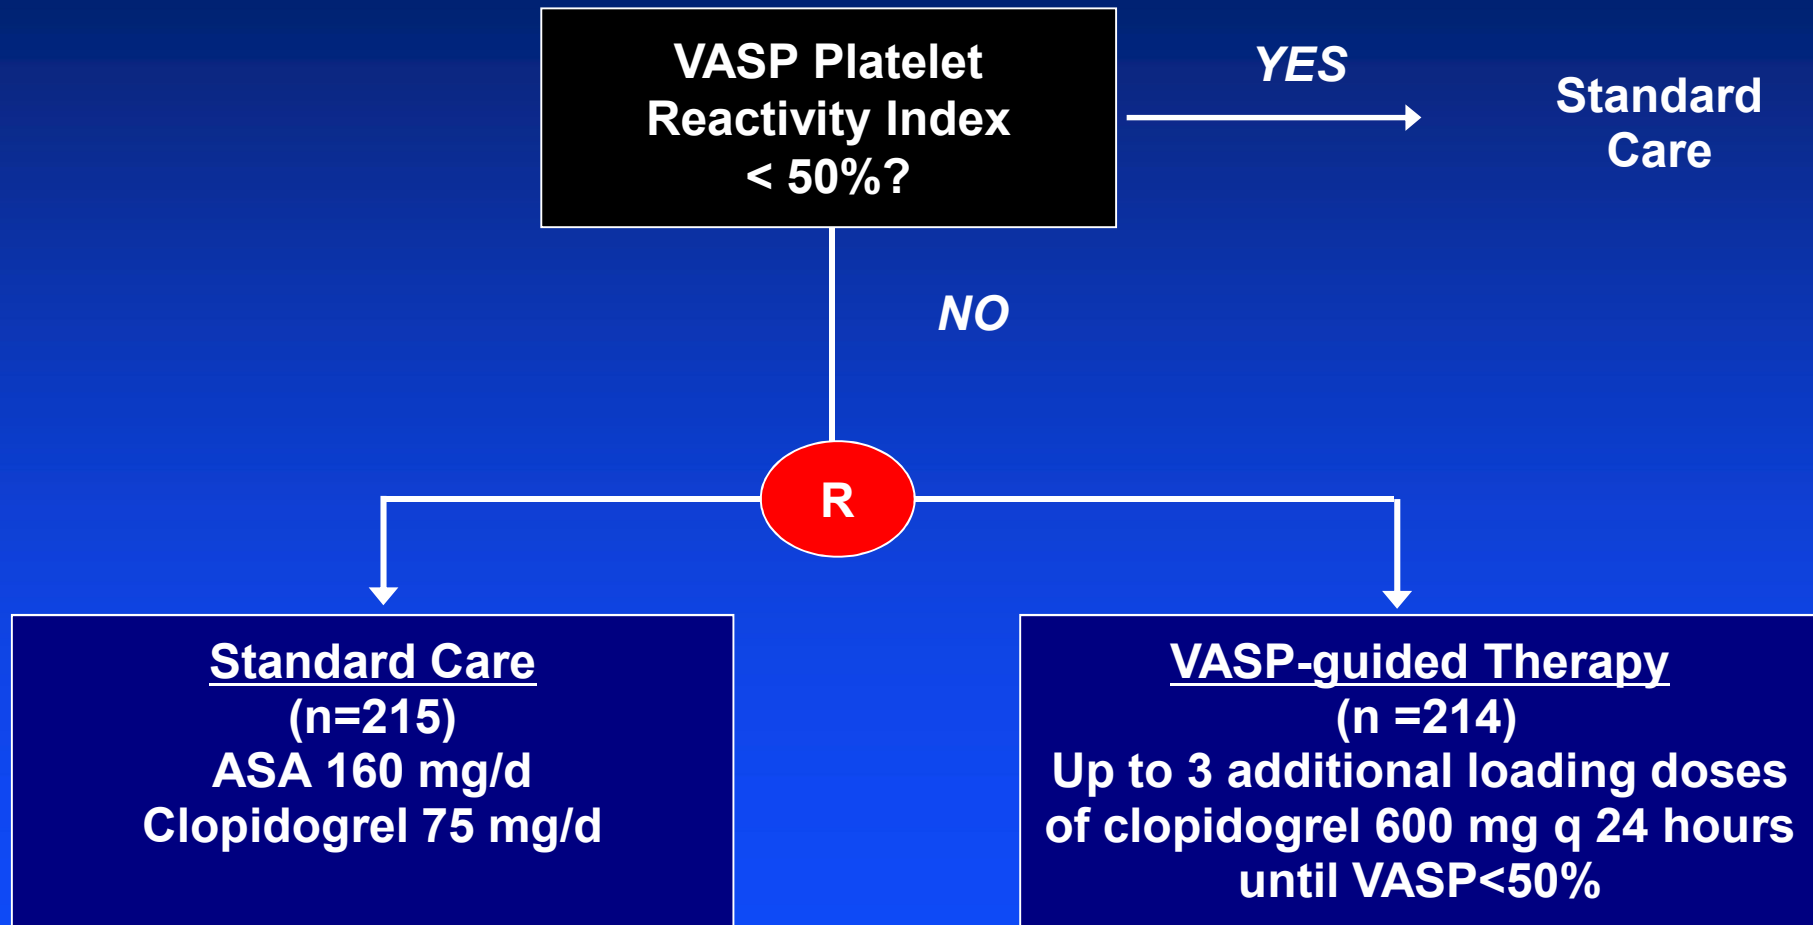 VASP Platelet
Reactivity Index
< 50%?
YES
Standard
Care
NO
R
Standard Care
(n=215)
ASA 160 mg/d
Clopidogrel 75 mg/d
VASP-guided Therapy
(n =214)
Up to 3 additional loading doses
of clopidogrel 600 mg q 24 hours
until VASP<50%